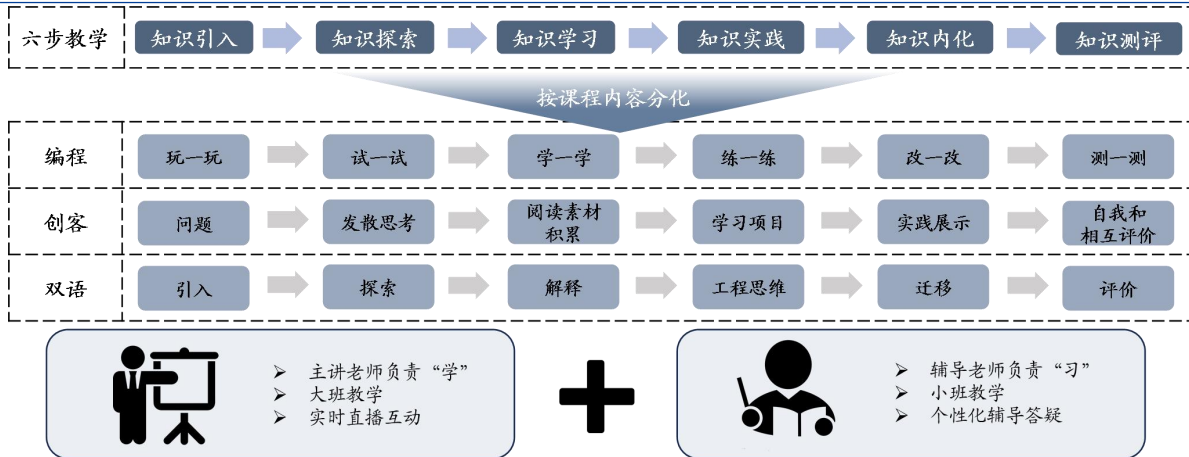 六步教学
知识引入
知识探索
知识学习
知识实践
知识内化
知识测评
按课程内容分化
编程
玩一玩
试一试
学一学
练一练
改一改
测一测
创客
问题
发散思考
阅读素材
积累
学习项目
实践展示
自我和
相互评价
双语
引入
探索
解释
工程思维
迁移
评价
➢ 主讲老师负责“学”
➢ 大班教学
➢ 实时直播互动
➢ 辅导老师负责“习”
➢ 小班教学
➢ 个性化辅导答疑